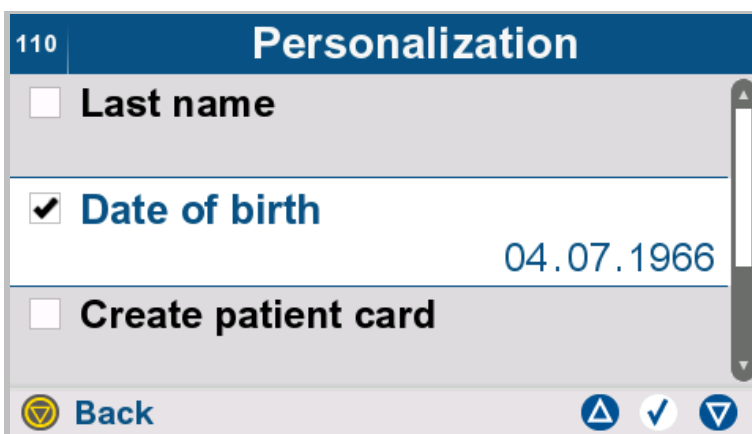 110
Personalization
Last name
Date of birth
04.07.1966
Create patient card
Back